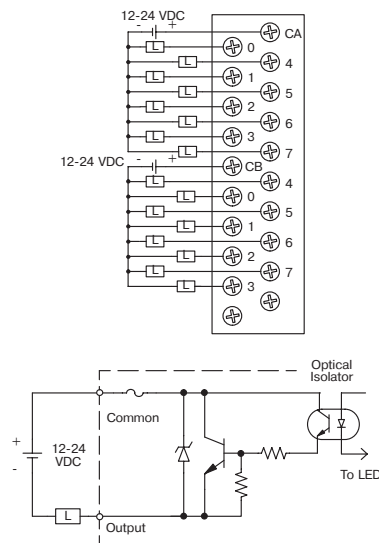 12-24 VDC
- +
CA
L
0
L
4
L
1
L
5
L
2
L
6
L
3
L
7
12-24 VDC
- +
CB
L
4
L
0
L
5
L
1
L
6
L
2
L
7
L
3
Optical
Isolator
Common
+
12-24
VDC
-
To LED
L
Output